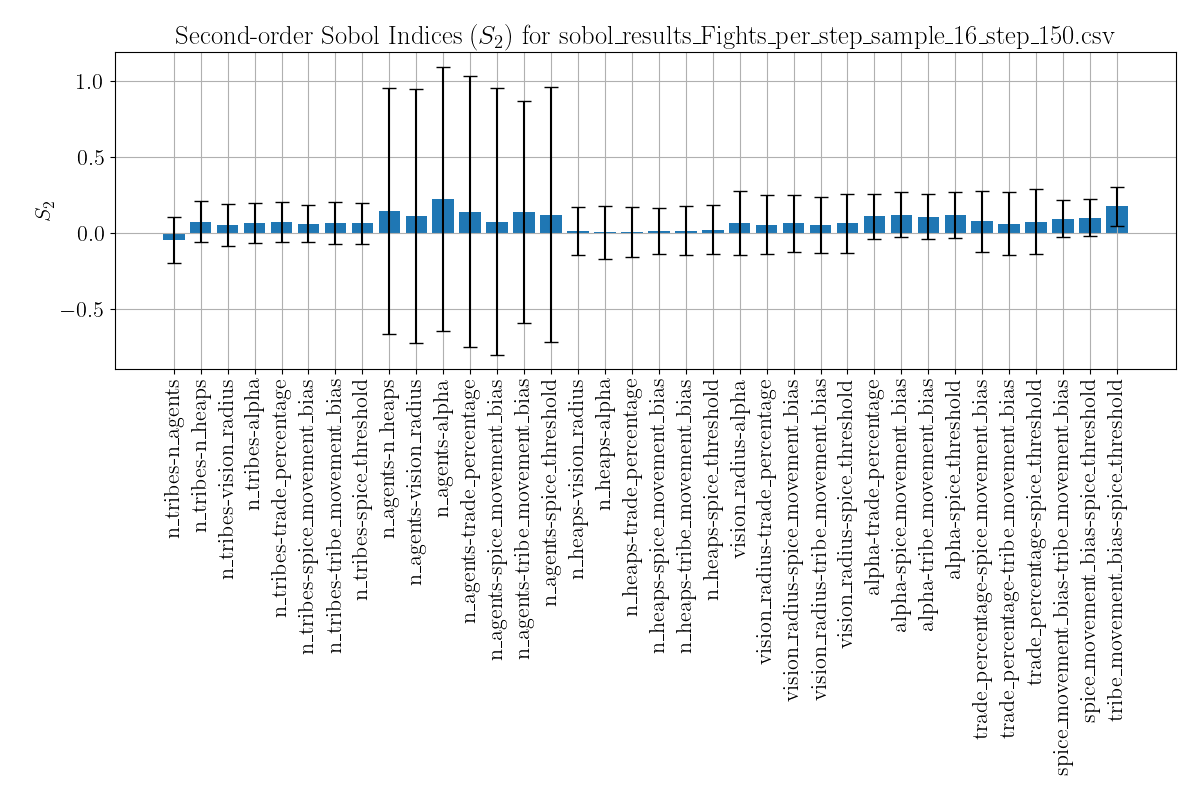 Second-order Sobol Indices (S₂) for sobol_results_Fights_per_step_sample_16_step_150.csv
S₂
1.0
0.5
0.0
−0.5
n_tribes-n_agents
n_tribes-n_heaps
n_tribes-vision_radius
n_tribes-alpha
n_tribes-trade_percentage
n_tribes-spice_movement_bias
n_tribes-tribe_movement_bias
n_tribes-spice_threshold
n_agents-n_heaps
n_agents-vision_radius
n_agents-alpha
n_agents-trade_percentage
n_agents-spice_movement_bias
n_agents-tribe_movement_bias
n_agents-spice_threshold
n_heaps-vision_radius
n_heaps-alpha
n_heaps-trade_percentage
n_heaps-spice_movement_bias
n_heaps-tribe_movement_bias
n_heaps-spice_threshold
vision_radius-alpha
vision_radius-trade_percentage
vision_radius-spice_movement_bias
vision_radius-tribe_movement_bias
vision_radius-spice_threshold
alpha-trade_percentage
alpha-spice_movement_bias
alpha-tribe_movement_bias
alpha-spice_threshold
trade_percentage-spice_movement_bias
trade_percentage-tribe_movement_bias
trade_percentage-spice_threshold
spice_movement_bias-tribe_movement_bias
spice_movement_bias-spice_threshold
tribe_movement_bias-spice_threshold